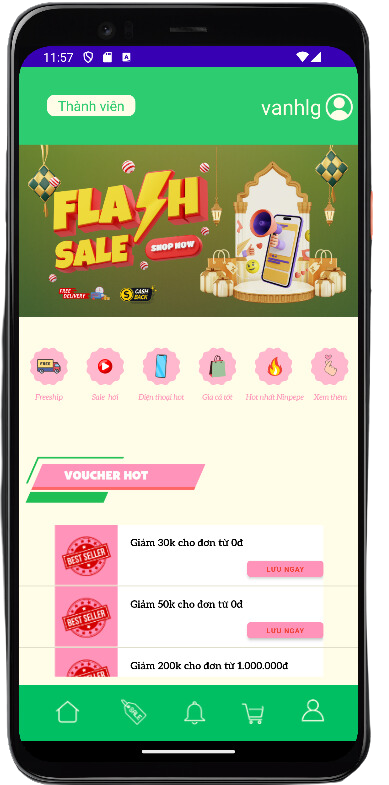 11:57
Thành viên
vanhlg
FLASH
SALE
SHOP NOW
FREE
DELIVERY
CASH
BACK
Freeship
Sale hời
Điện thoại hot
Giá cả tốt
Hot nhất Ninpepe
Xem thêm
VOUCHER HOT
BEST SELLER
Giảm 30k cho đơn từ 0đ
LƯU NGAY
BEST SELLER
Giảm 50k cho đơn từ 0đ
LƯU NGAY
Giảm 200k cho đơn từ 1.000.000đ
SALE